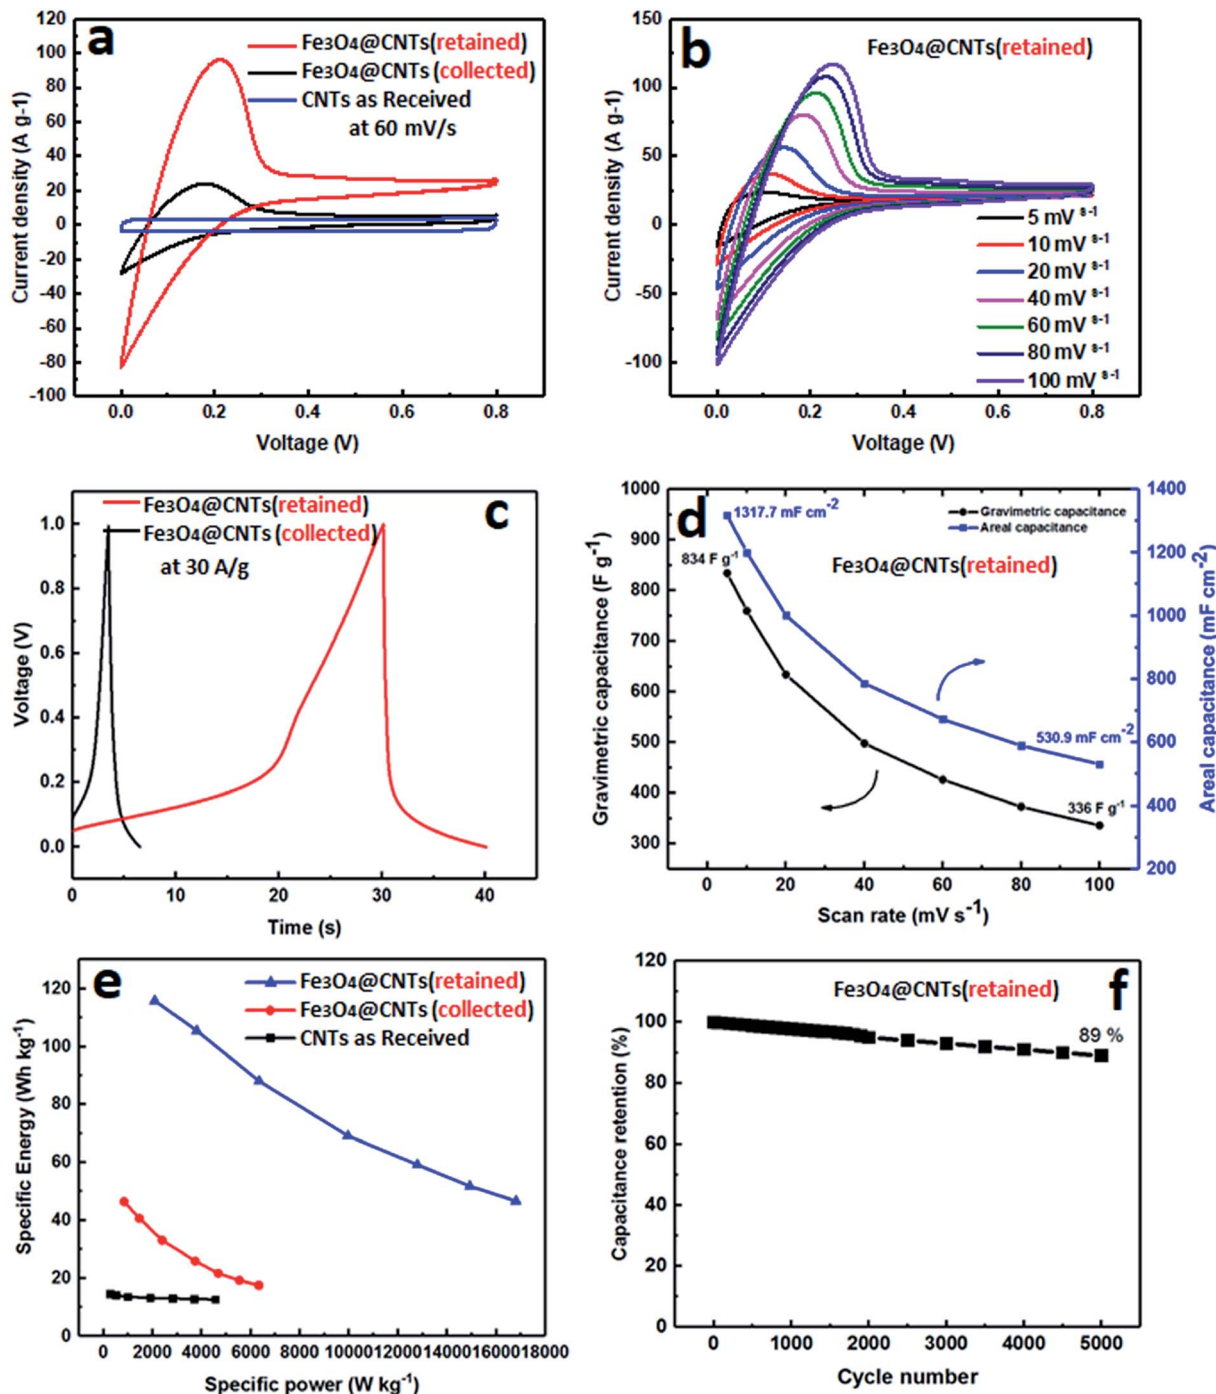 a
Fe3O4@CNTs(retained)
Fe3O4@CNTs (collected)
CNTs as Received
at 60 mV/s
120
100
80
60
40
20
0
-20
-40
-60
-80
-100
Current density (A g-1)
0.0 0.2 0.4 0.6 0.8
Voltage (V)
b
Fe3O4@CNTs(retained)
150
100
50
0
-50
-100
Current density (A g-1)
5 mV s-1
10 mV s-1
20 mV s-1
40 mV s-1
60 mV s-1
80 mV s-1
100 mV s-1
0.0 0.2 0.4 0.6 0.8
Voltage (V)
c
Fe3O4@CNTs(retained)
Fe3O4@CNTs (collected)
at 30 A/g
1.0
0.8
0.6
0.4
0.2
0.0
Voltage (V)
0 10 20 30 40
Time (s)
d
1317.7 mF cm-2
Gravimetric capacitance
Areal capacitance
Fe3O4@CNTs(retained)
834 F g-1
530.9 mF cm-2
336 F g-1
1000
900
800
700
600
500
400
300
Gravimetric capacitance (F g-1)
1400
1200
1000
800
600
400
200
Areal capacitance (mF cm-2)
0 20 40 60 80 100
Scan rate (mV s-1)
e
Fe3O4@CNTs(retained)
Fe3O4@CNTs (collected)
CNTs as Received
120
100
80
60
40
20
0
Specific Energy (Wh kg-1)
0 2000 4000 6000 8000 10000 12000 14000 16000 18000
Specific power (W kg-1)
f
Fe3O4@CNTs(retained)
89 %
120
100
80
60
40
20
0
Capacitance retention (%)
0 1000 2000 3000 4000 5000
Cycle number